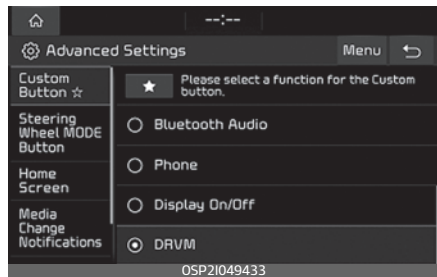 --:--
Advanced Settings
Menu
Custom
Button ☆
★ Please select a function for the Custom
button.
Steering
Wheel MODE
Button
Home
Screen
Media
Change
Notifications
Bluetooth Audio
Phone
Display On/Off
DRVM
OSP2I049433